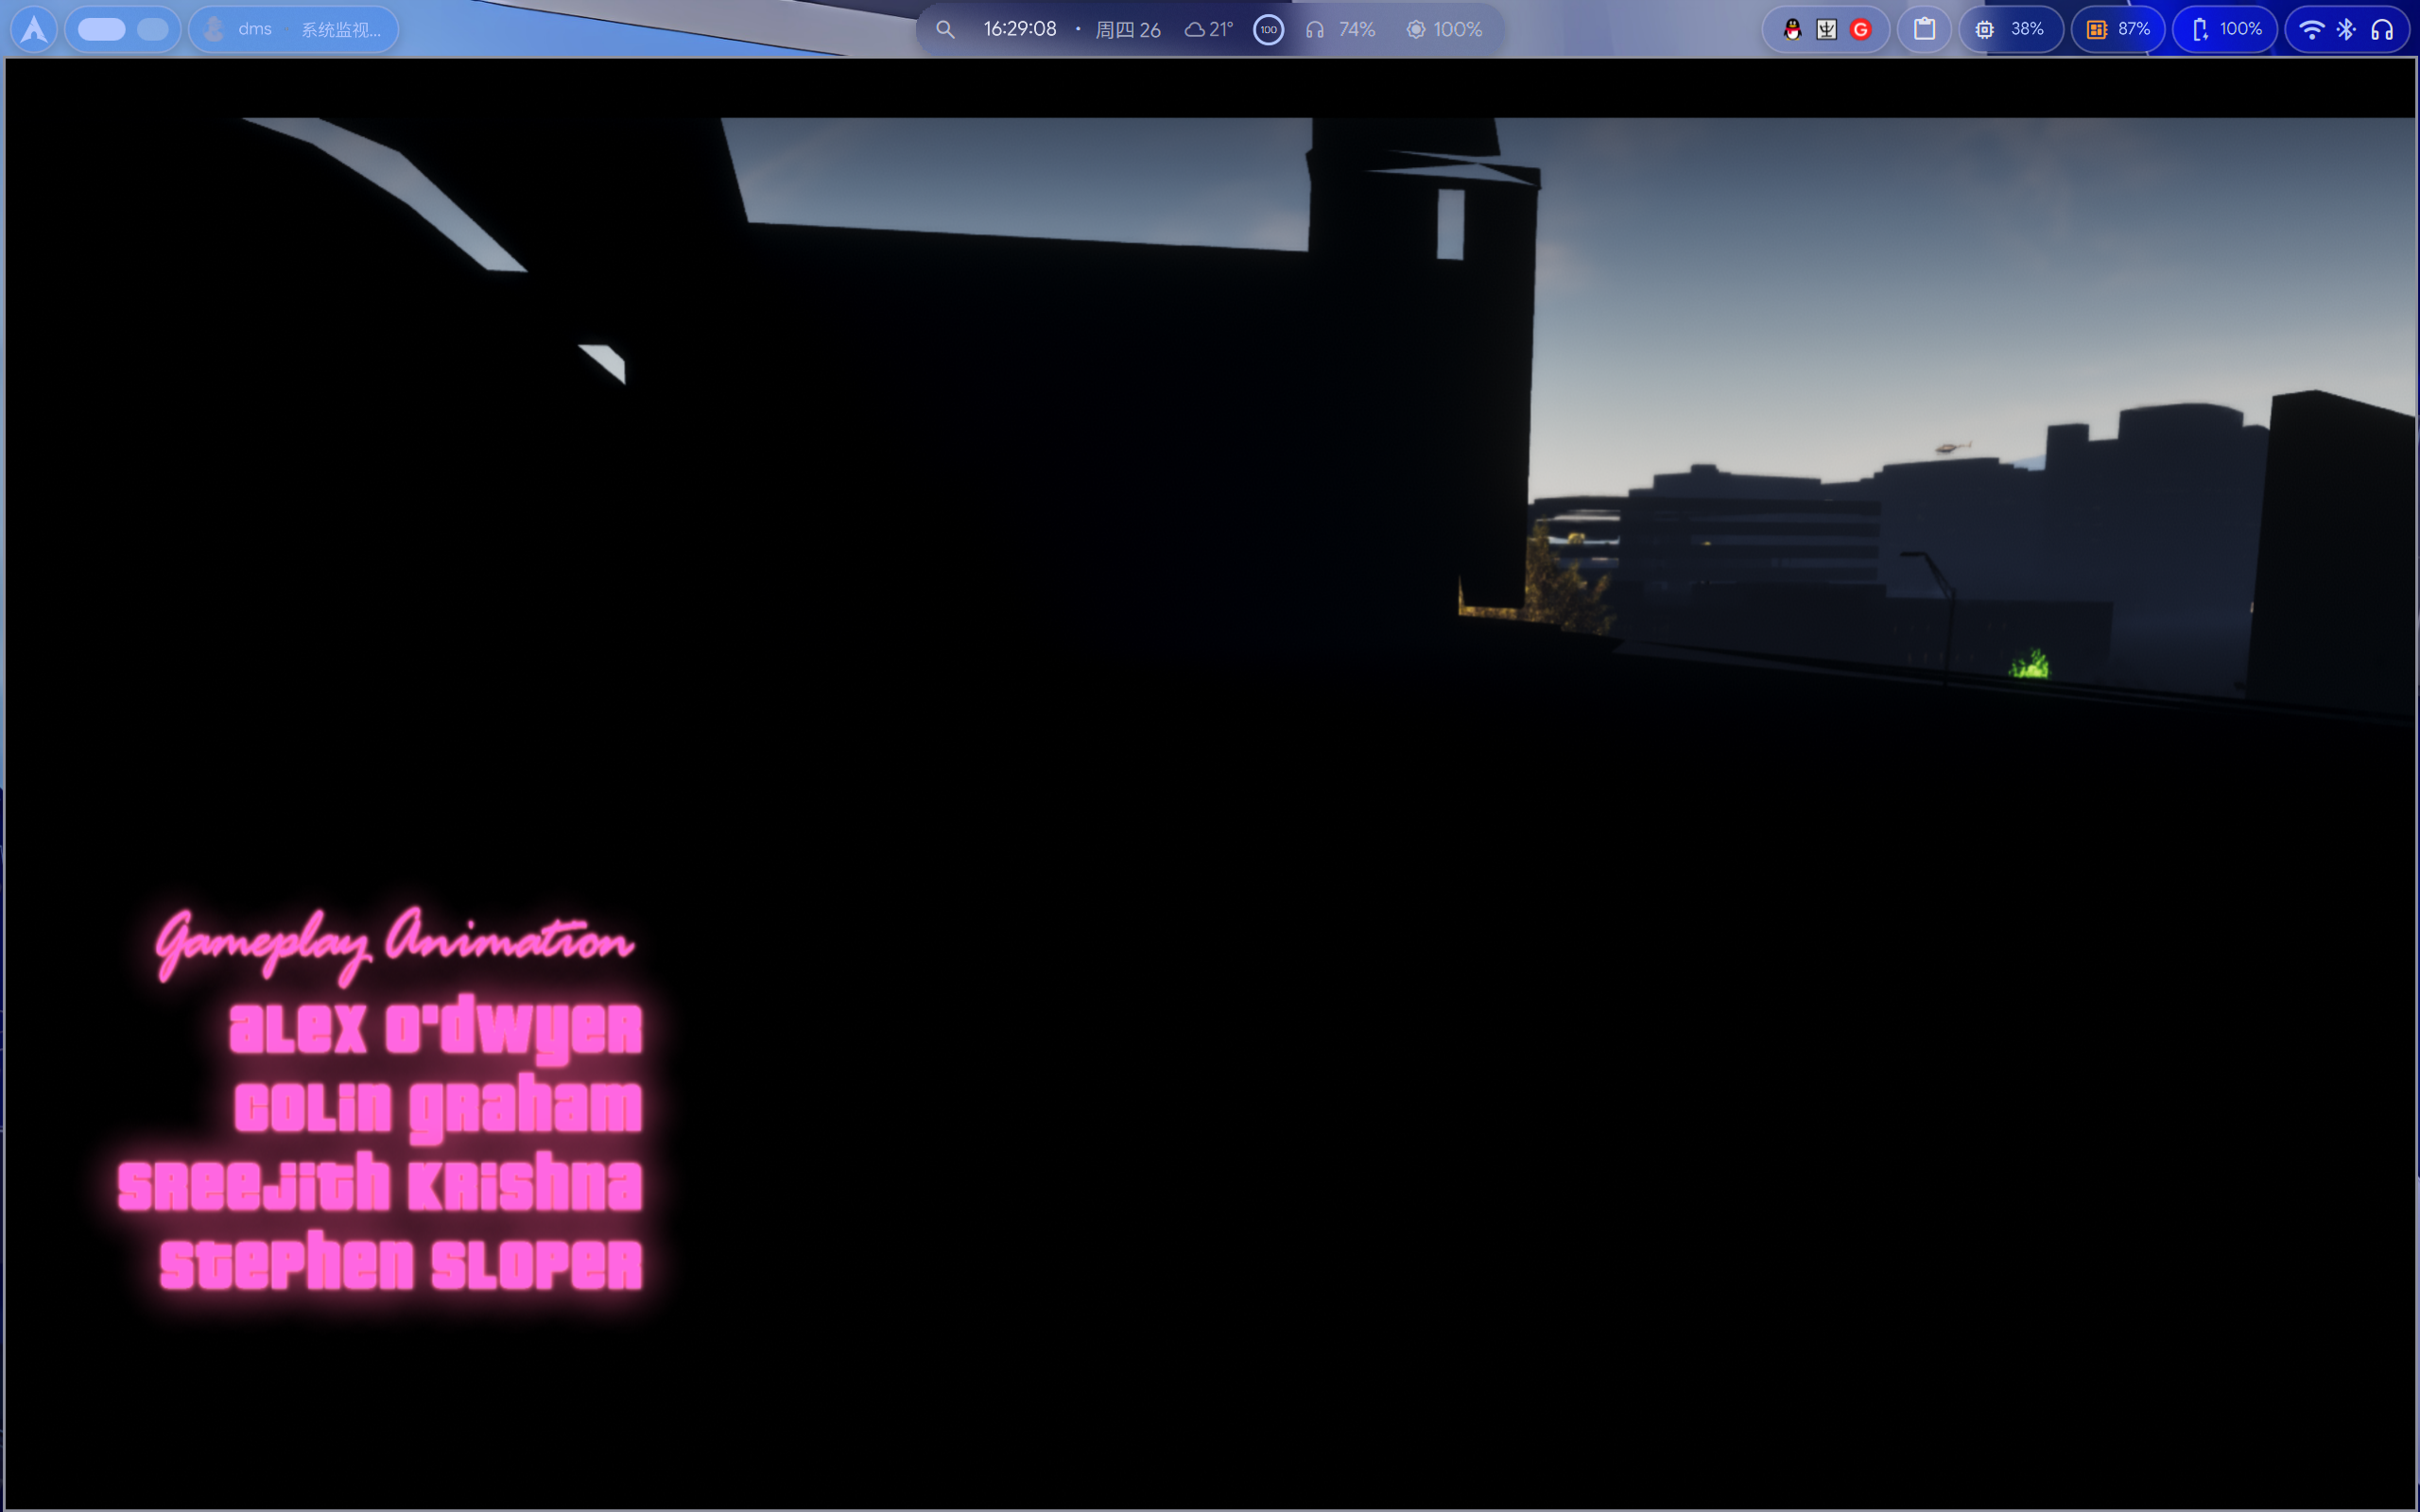 dms · 系统监视...
16:29:08 · 周四 26 21° 100 74% 100%
G 38% 87% 100%
Gameplay Animation
ALEX O'DWYER
COLIN GRAHAM
SREEJITH KRISHNA
STEPHEN SLOPER